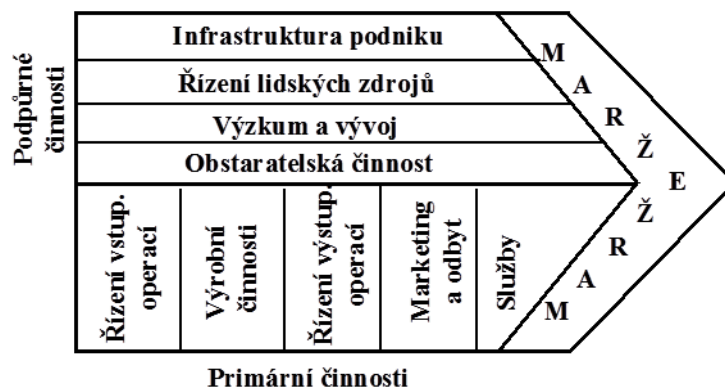 Podpůrné
činnosti
Infrastruktura podniku
Řízení lidských zdrojů
Výzkum a vývoj
Obstaratelská činnost
Řízení vstup.
operací
Výrobní
činnosti
Řízení výstup.
operací
Marketing
a odbyt
Služby
M A R Ž E
M A R Ž
Primární činnosti